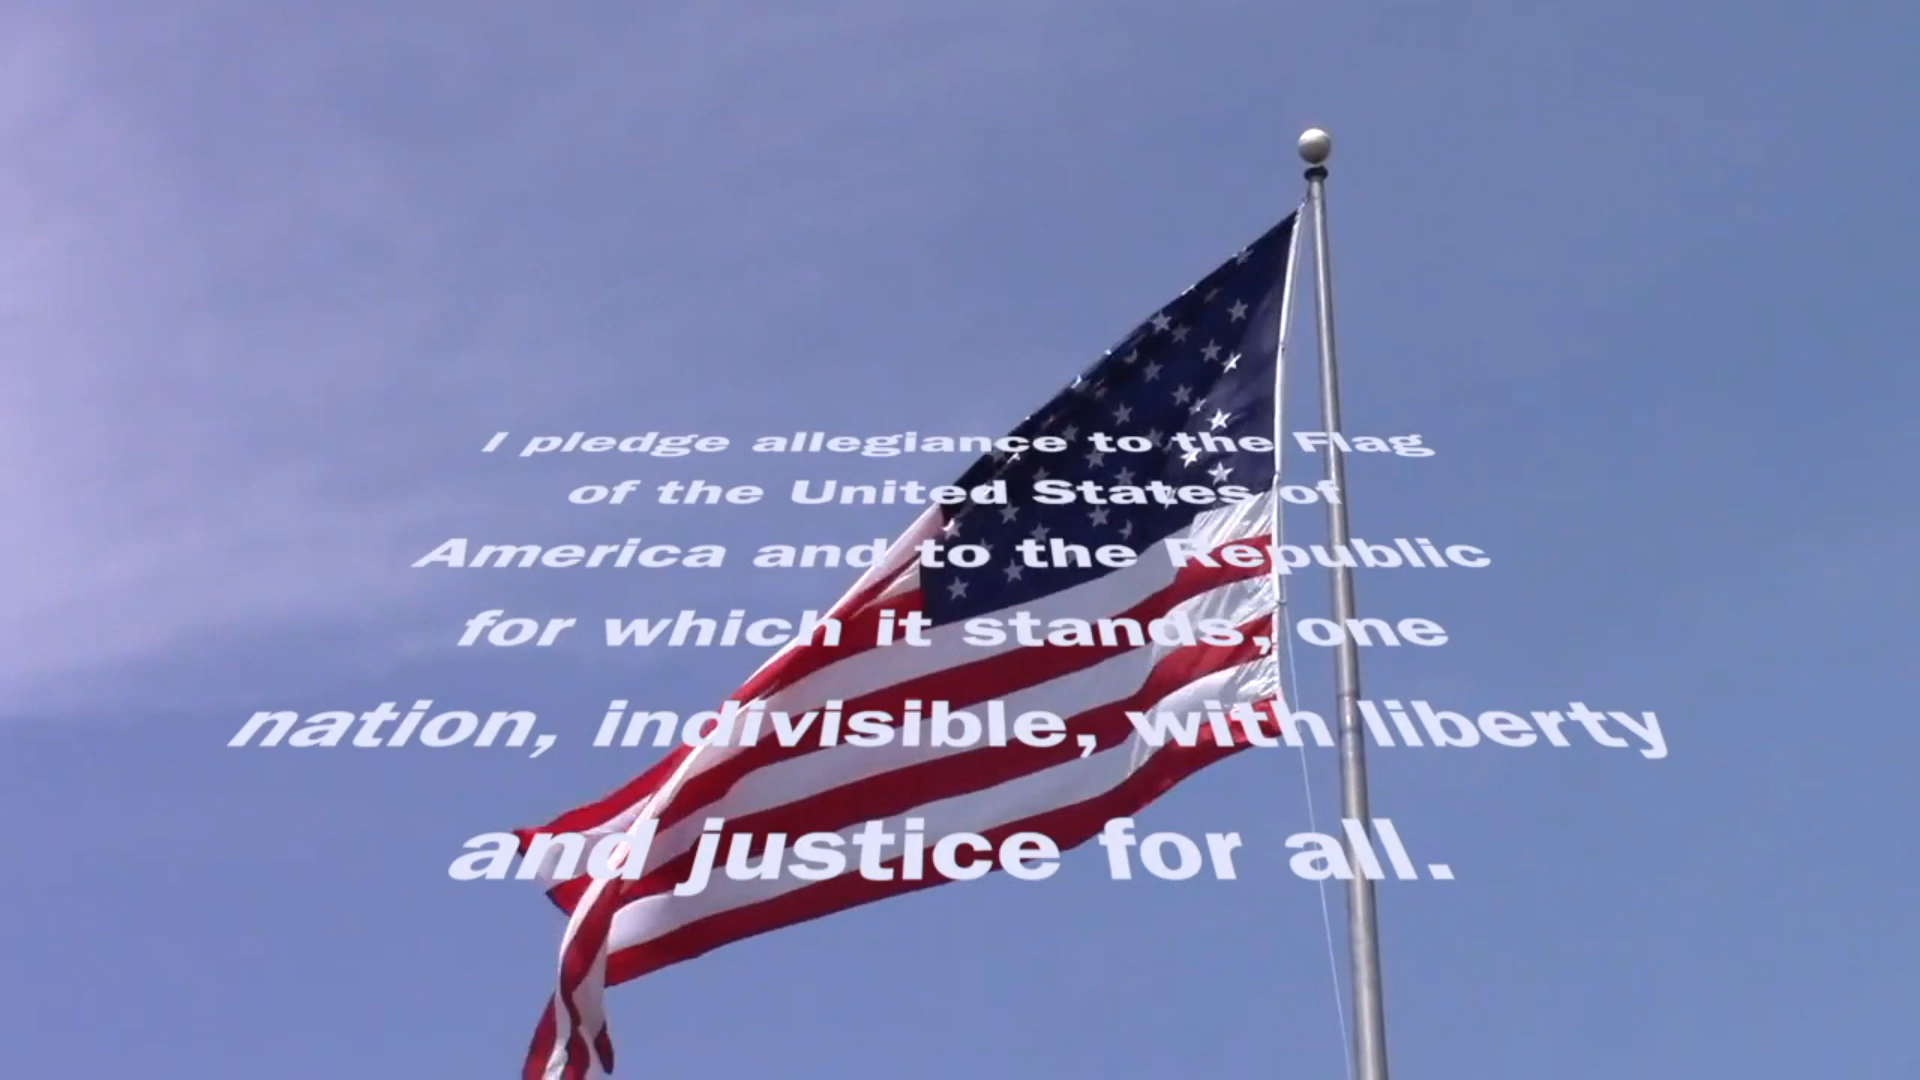 I pledge allegiance to the Flag
of the United States of
America and to the Republic
for which it stands, one
nation, indivisible, with liberty
and justice for all.